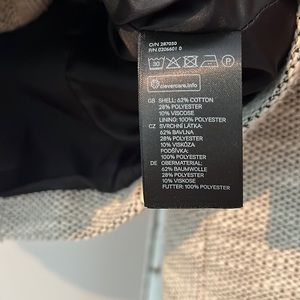 O/N 287050
P/N 0206601 0
30
P
clevercare.info
GB SHELL: 62% COTTON
28% POLYESTER
10% VISCOSE
LINING: 100% POLYESTER
CZ SVRCHNÍ LÁTKA:
62% BAVLNA
28% POLYESTER
10% VISKÓZA
PODŠÍVKA:
100% POLYESTER
DE OBERMATERIAL:
62% BAUMWOLLE
28% POLYESTER
10% VISKOSE
FUTTER: 100% POLYESTER